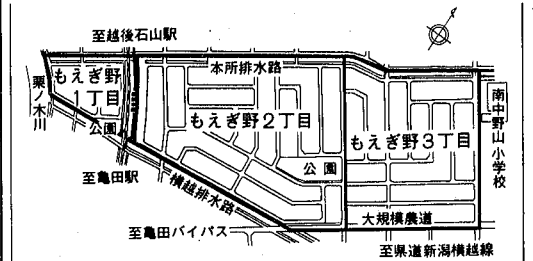 至越後石山駅
本所排水路
もえぎ野
1丁目
栗ノ木川
公園
もえぎ野2丁目
もえぎ野3丁目
南中野山小学校
公園
至亀田駅
横越排水路
大規模農道
至亀田バイパス
至県道新潟横越線